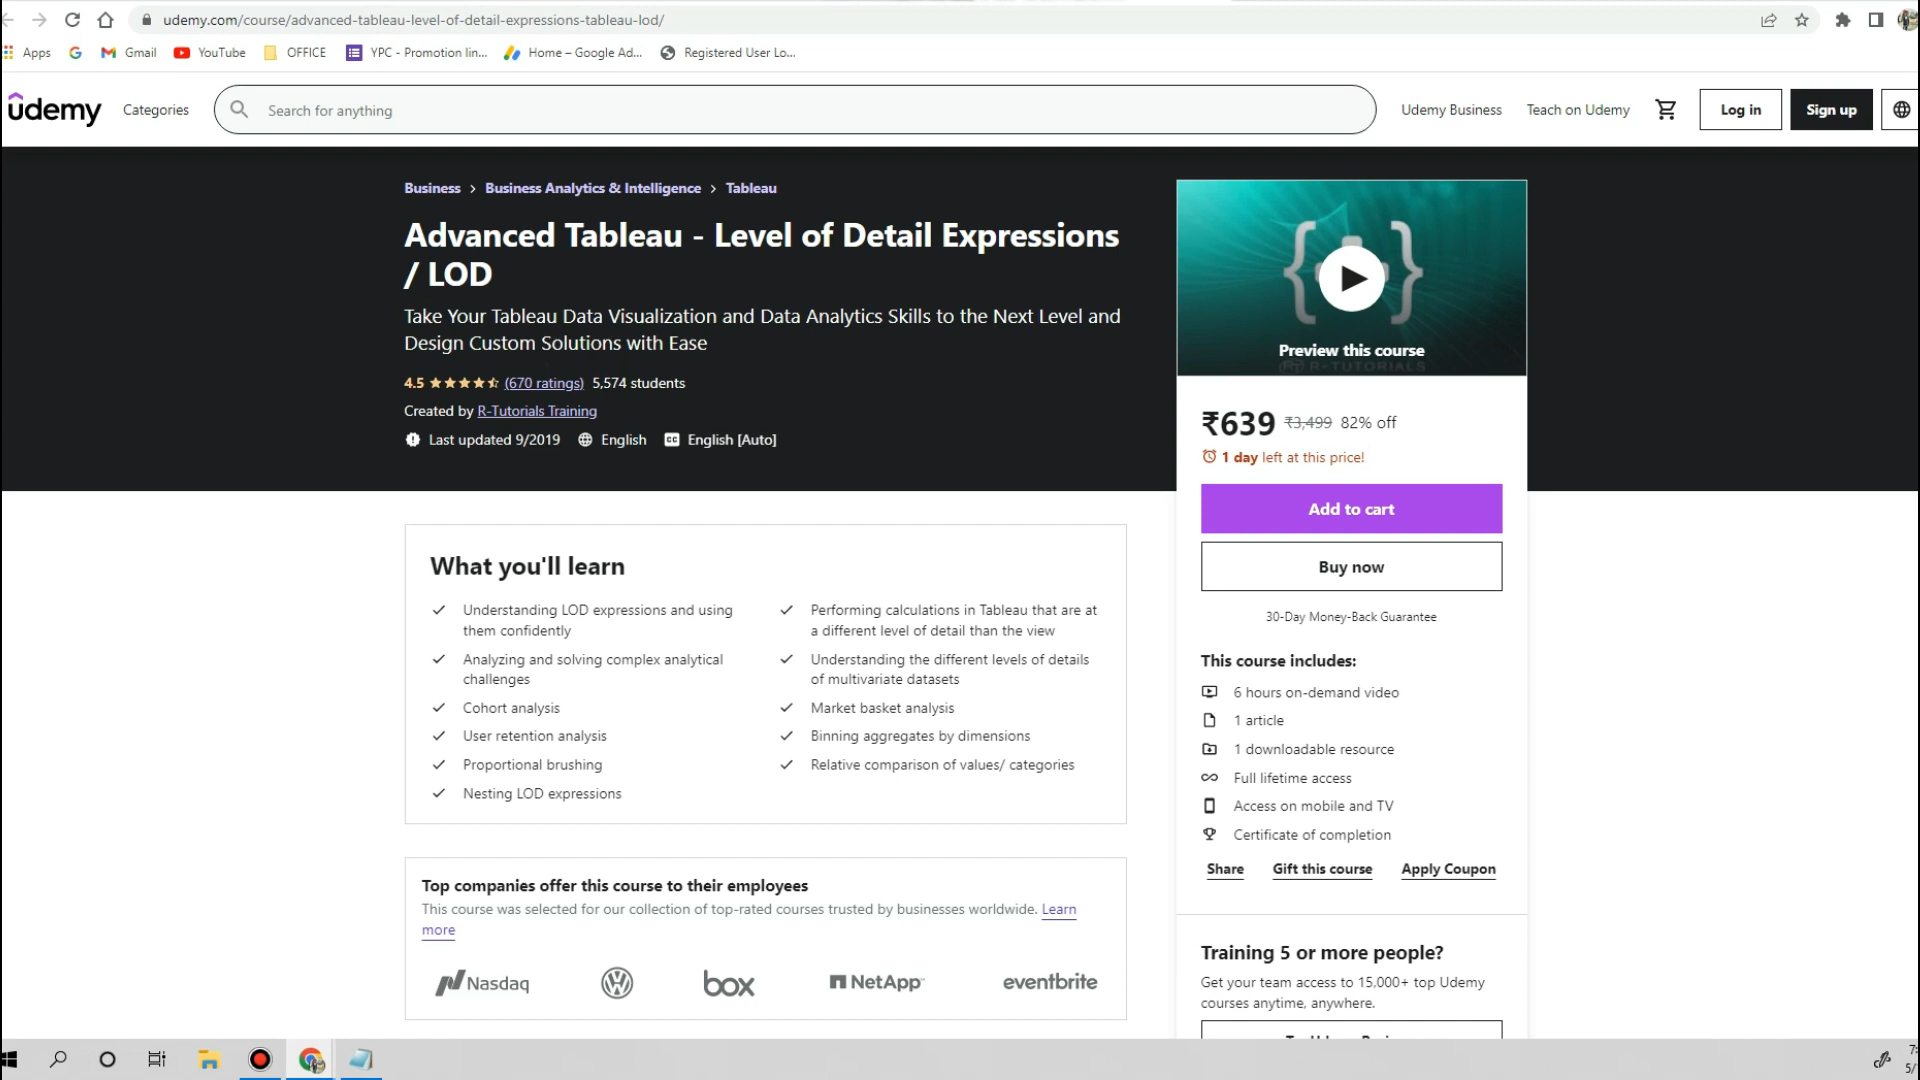 udemy.com/course/advanced-tableau-level-of-detail-expressions-tableau-lod/
Apps Gmail YouTube OFFICE YPC - Promotion lin... Home – Google Ad... Registered User Lo...
ûdemy Categories Search for anything Udemy Business Teach on Udemy Log in Sign up
Business > Business Analytics & Intelligence > Tableau
Advanced Tableau - Level of Detail Expressions
/ LOD
Take Your Tableau Data Visualization and Data Analytics Skills to the Next Level and
Design Custom Solutions with Ease
4.5 (670 ratings) 5,574 students
Created by R-Tutorials Training
Last updated 9/2019 English CC English [Auto]
Preview this course
R-TUTORIALS
₹639 ₹3,499 82% off
1 day left at this price!
Add to cart
Buy now
30-Day Money-Back Guarantee
This course includes:
6 hours on-demand video
1 article
1 downloadable resource
Full lifetime access
Access on mobile and TV
Certificate of completion
Share Gift this course Apply Coupon
Training 5 or more people?
Get your team access to 15,000+ top Udemy
courses anytime, anywhere.
What you'll learn
Understanding LOD expressions and using
them confidently
Analyzing and solving complex analytical
challenges
Cohort analysis
User retention analysis
Proportional brushing
Nesting LOD expressions
Performing calculations in Tableau that are at
a different level of detail than the view
Understanding the different levels of details
of multivariate datasets
Market basket analysis
Binning aggregates by dimensions
Relative comparison of values/ categories
Top companies offer this course to their employees
This course was selected for our collection of top-rated courses trusted by businesses worldwide. Learn
more
Nasdaq box NetApp eventbrite